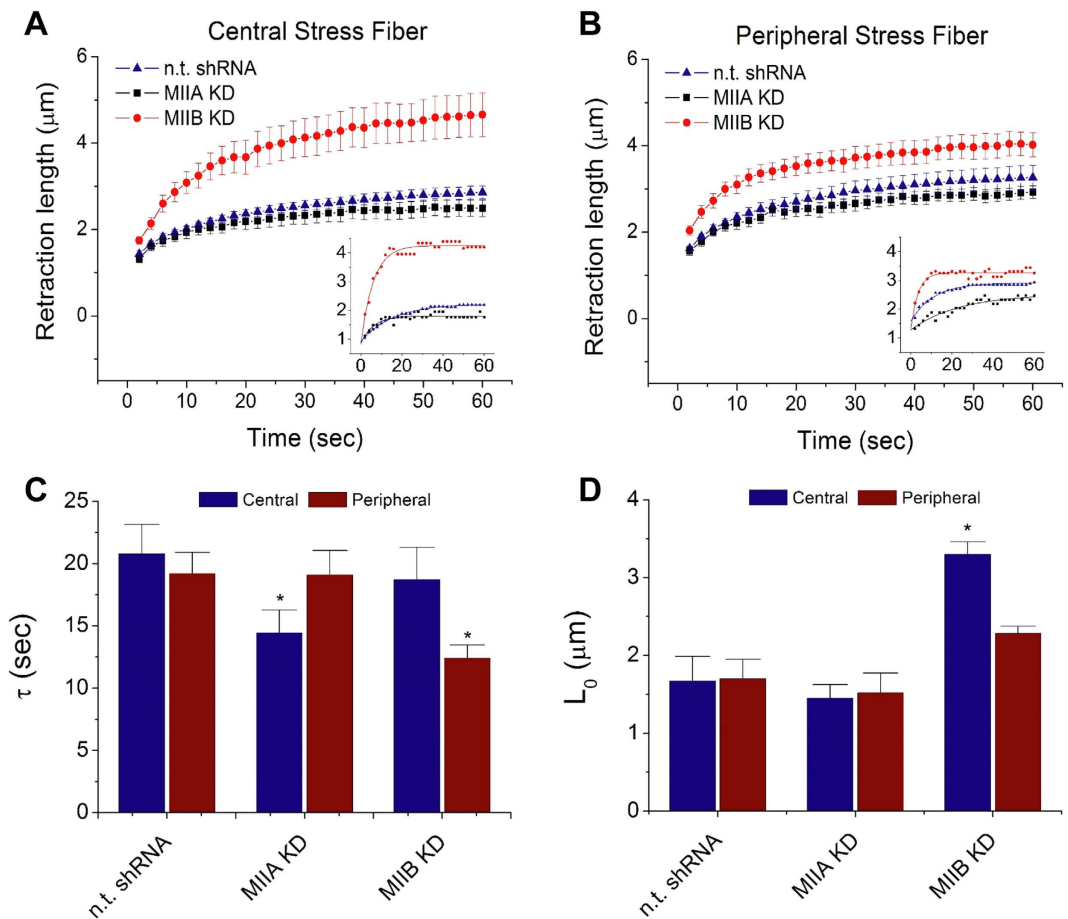 A
Central Stress Fiber
6
4
2
0
Retraction length (μm)
n.t. shRNA
MIIA KD
MIIB KD
4
3
2
1
0 20 40 60
0 10 20 30 40 50 60
Time (sec)
B
Peripheral Stress Fiber
6
4
2
0
Retraction length (μm)
n.t. shRNA
MIIA KD
MIIB KD
4
3
2
1
0 20 40 60
0 10 20 30 40 50 60
Time (sec)
C
25
20
15
10
5
0
τ (sec)
Central Peripheral
*
*
n.t. shRNA
MIIA KD
MIIB KD
D
4
3
2
1
0
L₀ (μm)
Central Peripheral
*
n.t. shRNA
MIIA KD
MIIB KD